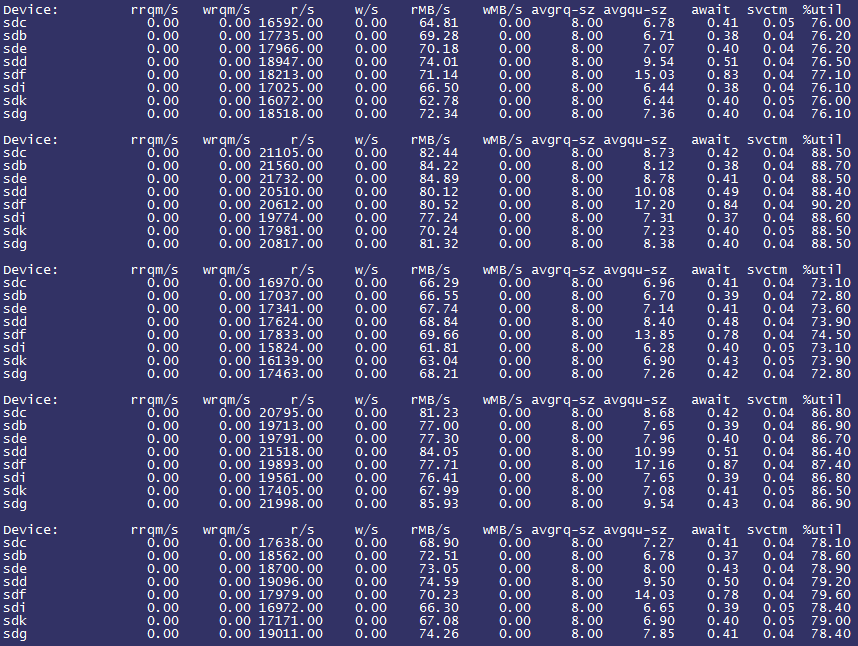 Device: rrqm/s wrqm/s r/s w/s rMB/s wMB/s avgrq-sz avgqu-sz await svctm %util
sdc 0.00 0.00 16592.00 0.00 64.81 0.00 8.00 6.78 0.41 0.05 76.00
sdb 0.00 0.00 17735.00 0.00 69.28 0.00 8.00 6.71 0.38 0.04 76.20
sde 0.00 0.00 17966.00 0.00 70.18 0.00 8.00 7.07 0.40 0.04 76.20
sdd 0.00 0.00 18947.00 0.00 74.01 0.00 8.00 9.54 0.51 0.04 76.50
sdf 0.00 0.00 18213.00 0.00 71.14 0.00 8.00 15.03 0.83 0.04 77.10
sdi 0.00 0.00 17025.00 0.00 66.50 0.00 8.00 6.44 0.38 0.04 76.10
sdk 0.00 0.00 16072.00 0.00 62.78 0.00 8.00 6.44 0.40 0.05 76.00
sdg 0.00 0.00 18518.00 0.00 72.34 0.00 8.00 7.36 0.40 0.04 76.10
Device: rrqm/s wrqm/s r/s w/s rMB/s wMB/s avgrq-sz avgqu-sz await svctm %util
sdc 0.00 0.00 21105.00 0.00 82.44 0.00 8.00 8.73 0.42 0.04 88.50
sdb 0.00 0.00 21560.00 0.00 84.22 0.00 8.00 8.12 0.38 0.04 88.70
sde 0.00 0.00 21732.00 0.00 84.89 0.00 8.00 8.78 0.41 0.04 88.50
sdd 0.00 0.00 20510.00 0.00 80.12 0.00 8.00 10.08 0.49 0.04 88.40
sdf 0.00 0.00 20612.00 0.00 80.52 0.00 8.00 17.20 0.84 0.04 90.20
sdi 0.00 0.00 19774.00 0.00 77.24 0.00 8.00 7.31 0.37 0.04 88.60
sdk 0.00 0.00 17981.00 0.00 70.24 0.00 8.00 7.23 0.40 0.05 88.50
sdg 0.00 0.00 20817.00 0.00 81.32 0.00 8.00 8.38 0.40 0.04 88.50
Device: rrqm/s wrqm/s r/s w/s rMB/s wMB/s avgrq-sz avgqu-sz await svctm %util
sdc 0.00 0.00 16970.00 0.00 66.29 0.00 8.00 6.96 0.41 0.04 73.10
sdb 0.00 0.00 17037.00 0.00 66.55 0.00 8.00 6.70 0.39 0.04 72.80
sde 0.00 0.00 17341.00 0.00 67.74 0.00 8.00 7.14 0.41 0.04 73.60
sdd 0.00 0.00 17624.00 0.00 68.84 0.00 8.00 8.40 0.48 0.04 73.90
sdf 0.00 0.00 17833.00 0.00 69.66 0.00 8.00 13.85 0.78 0.04 74.50
sdi 0.00 0.00 15824.00 0.00 61.81 0.00 8.00 6.28 0.40 0.05 73.10
sdk 0.00 0.00 16139.00 0.00 63.04 0.00 8.00 6.90 0.43 0.05 73.90
sdg 0.00 0.00 17463.00 0.00 68.21 0.00 8.00 7.26 0.42 0.04 72.80
Device: rrqm/s wrqm/s r/s w/s rMB/s wMB/s avgrq-sz avgqu-sz await svctm %util
sdc 0.00 0.00 20795.00 0.00 81.23 0.00 8.00 8.68 0.42 0.04 86.80
sdb 0.00 0.00 19713.00 0.00 77.00 0.00 8.00 7.65 0.39 0.04 86.90
sde 0.00 0.00 19791.00 0.00 77.30 0.00 8.00 7.96 0.40 0.04 86.70
sdd 0.00 0.00 21518.00 0.00 84.05 0.00 8.00 10.99 0.51 0.04 86.40
sdf 0.00 0.00 19893.00 0.00 77.71 0.00 8.00 17.16 0.87 0.04 87.40
sdi 0.00 0.00 19561.00 0.00 76.41 0.00 8.00 7.65 0.39 0.04 86.80
sdk 0.00 0.00 17405.00 0.00 67.99 0.00 8.00 7.08 0.41 0.05 86.50
sdg 0.00 0.00 21998.00 0.00 85.93 0.00 8.00 9.54 0.43 0.04 86.90
Device: rrqm/s wrqm/s r/s w/s rMB/s wMB/s avgrq-sz avgqu-sz await svctm %util
sdc 0.00 0.00 17638.00 0.00 68.90 0.00 8.00 7.27 0.41 0.04 78.10
sdb 0.00 0.00 18562.00 0.00 72.51 0.00 8.00 6.78 0.37 0.04 78.60
sde 0.00 0.00 18700.00 0.00 73.05 0.00 8.00 8.00 0.43 0.04 78.90
sdd 0.00 0.00 19096.00 0.00 74.59 0.00 8.00 9.50 0.50 0.04 79.20
sdf 0.00 0.00 17979.00 0.00 70.23 0.00 8.00 14.03 0.78 0.04 79.60
sdi 0.00 0.00 16972.00 0.00 66.30 0.00 8.00 6.65 0.39 0.05 78.40
sdk 0.00 0.00 17171.00 0.00 67.08 0.00 8.00 6.90 0.40 0.05 79.00
sdg 0.00 0.00 19011.00 0.00 74.26 0.00 8.00 7.85 0.41 0.04 78.40